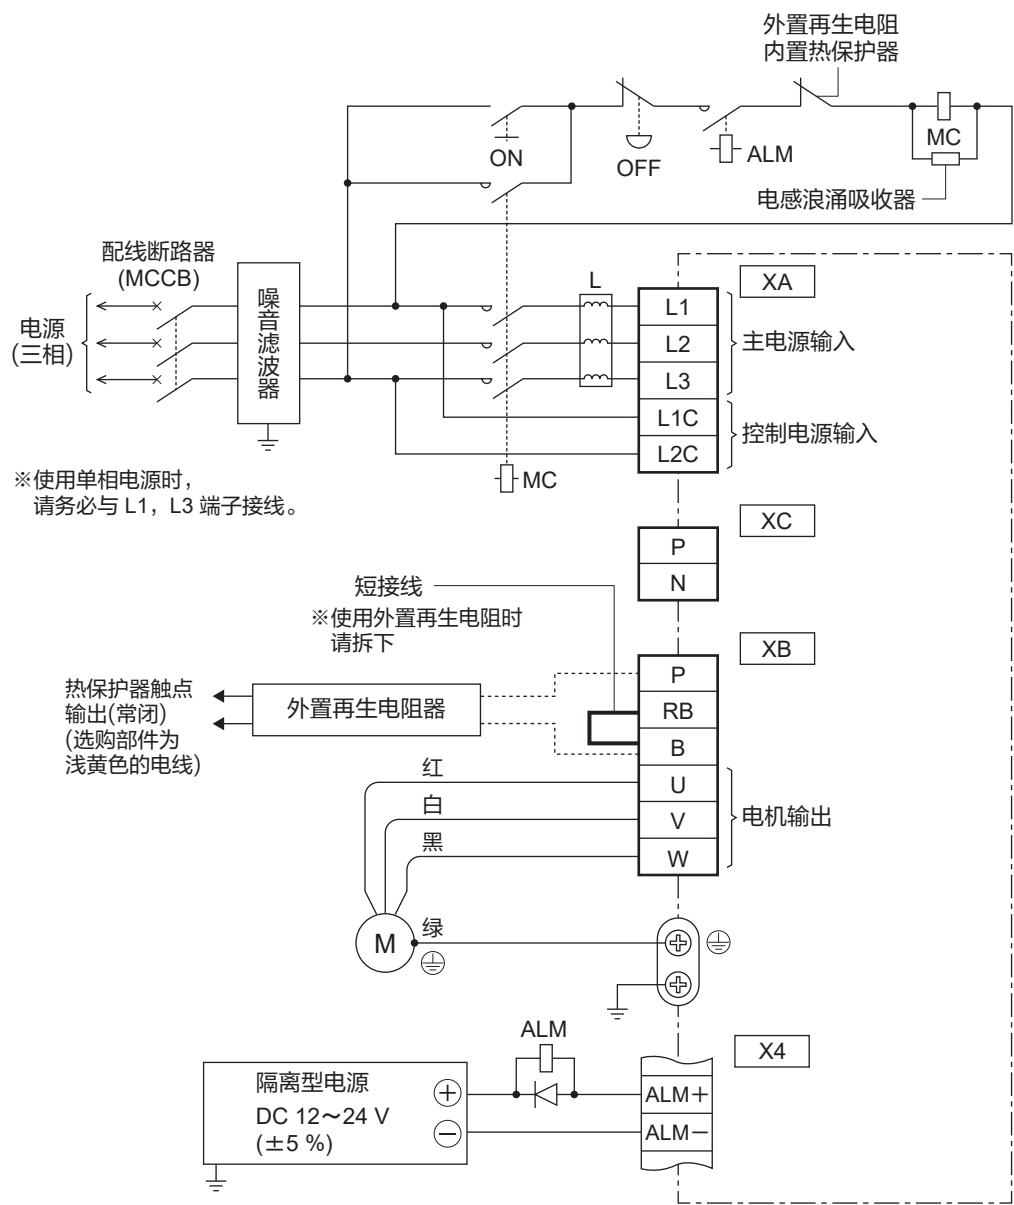 外置再生电阻
内置热保护器
ON
OFF
ALM
MC
电感浪涌吸收器
配线断路器
(MCCB)
电源
(三相)
噪音滤波器
L
MC
※使用单相电源时，
请务必与 L1，L3 端子接线。
XA
L1
L2
L3
L1C
L2C
主电源输入
控制电源输入
XC
P
N
短接线
※使用外置再生电阻时
请拆下
XB
P
RB
B
U
V
W
热保护器触点
输出(常闭)
(选购部件为
浅黄色的电线)
外置再生电阻器
红
白
黑
电机输出
M
绿
ALM
X4
隔离型电源
DC 12～24 V
(±5 %)
+
−
ALM+
ALM−